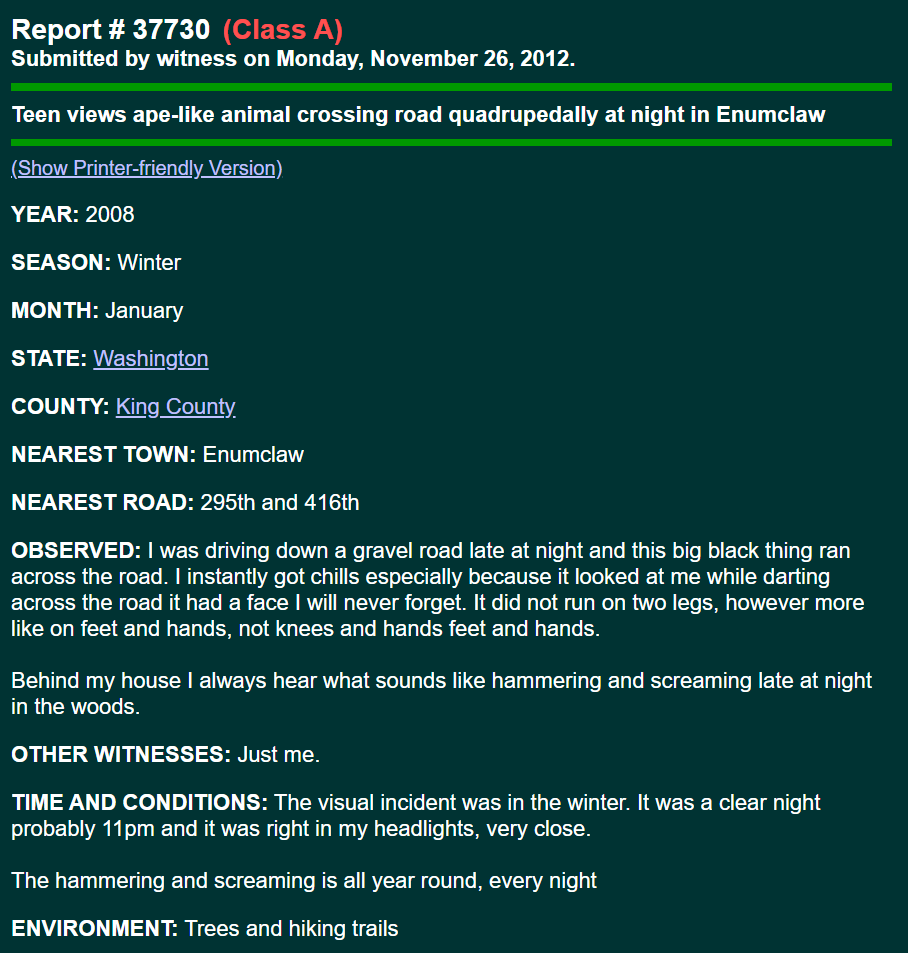 Report # 37730 (Class A)
Submitted by witness on Monday, November 26, 2012.
Teen views ape-like animal crossing road quadrupedally at night in Enumclaw
(Show Printer-friendly Version)
YEAR: 2008
SEASON: Winter
MONTH: January
STATE: Washington
COUNTY: King County
NEAREST TOWN: Enumclaw
NEAREST ROAD: 295th and 416th
OBSERVED: I was driving down a gravel road late at night and this big black thing ran
across the road. I instantly got chills especially because it looked at me while darting
across the road it had a face I will never forget. It did not run on two legs, however more
like on feet and hands, not knees and hands feet and hands.
Behind my house I always hear what sounds like hammering and screaming late at night
in the woods.
OTHER WITNESSES: Just me.
TIME AND CONDITIONS: The visual incident was in the winter. It was a clear night
probably 11pm and it was right in my headlights, very close.
The hammering and screaming is all year round, every night
ENVIRONMENT: Trees and hiking trails